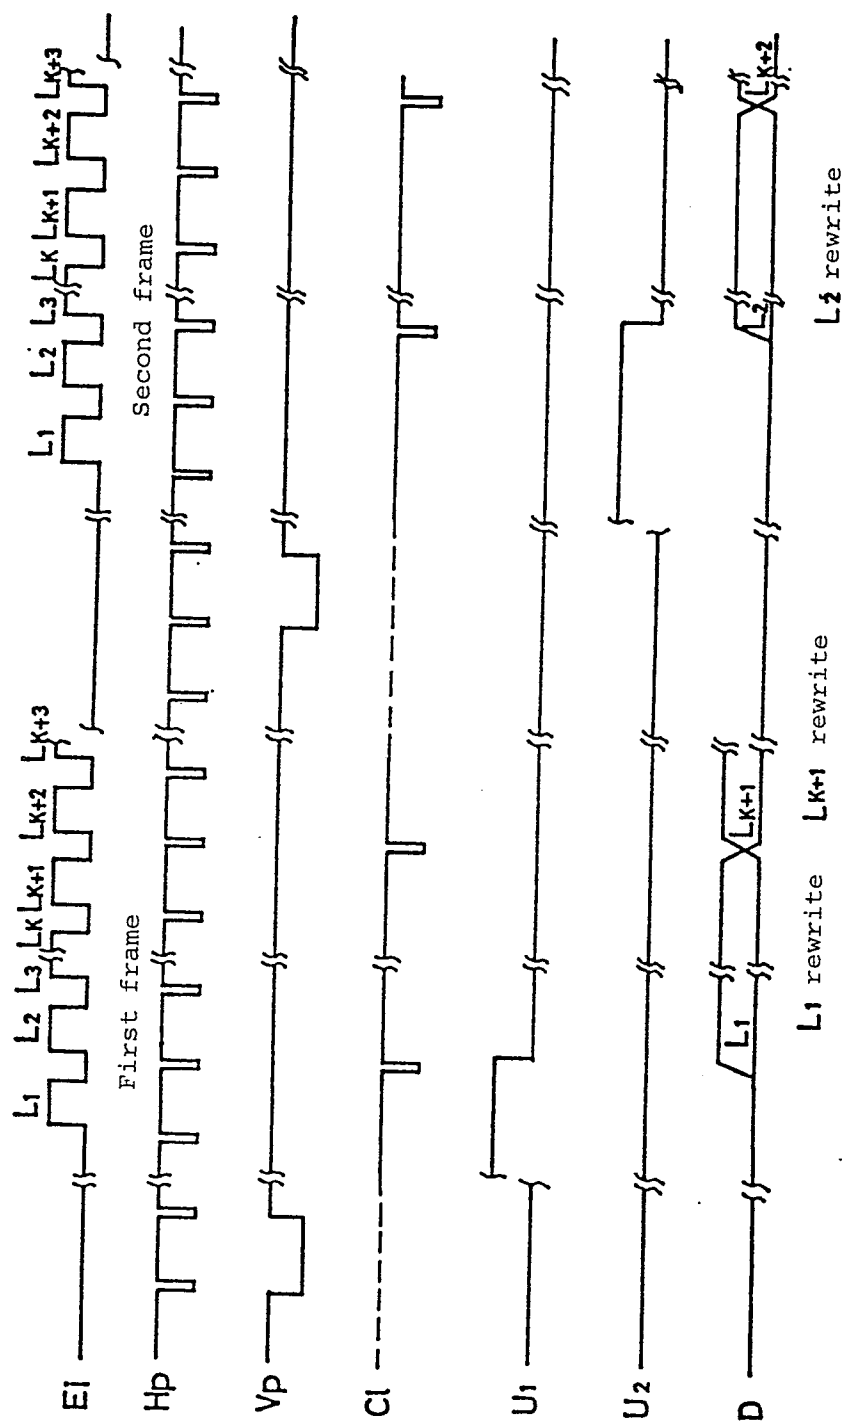 Ei L1 L2 L3 LK LK+1 LK+2 LK+3 L1 L2 L3 LK LK+1 LK+2 LK+3
First frame Second frame
Hp
Vp
Cl
U1
U2
D L1 LK+1 L2 LK+2
L1 rewrite LK+1 rewrite L2 rewrite